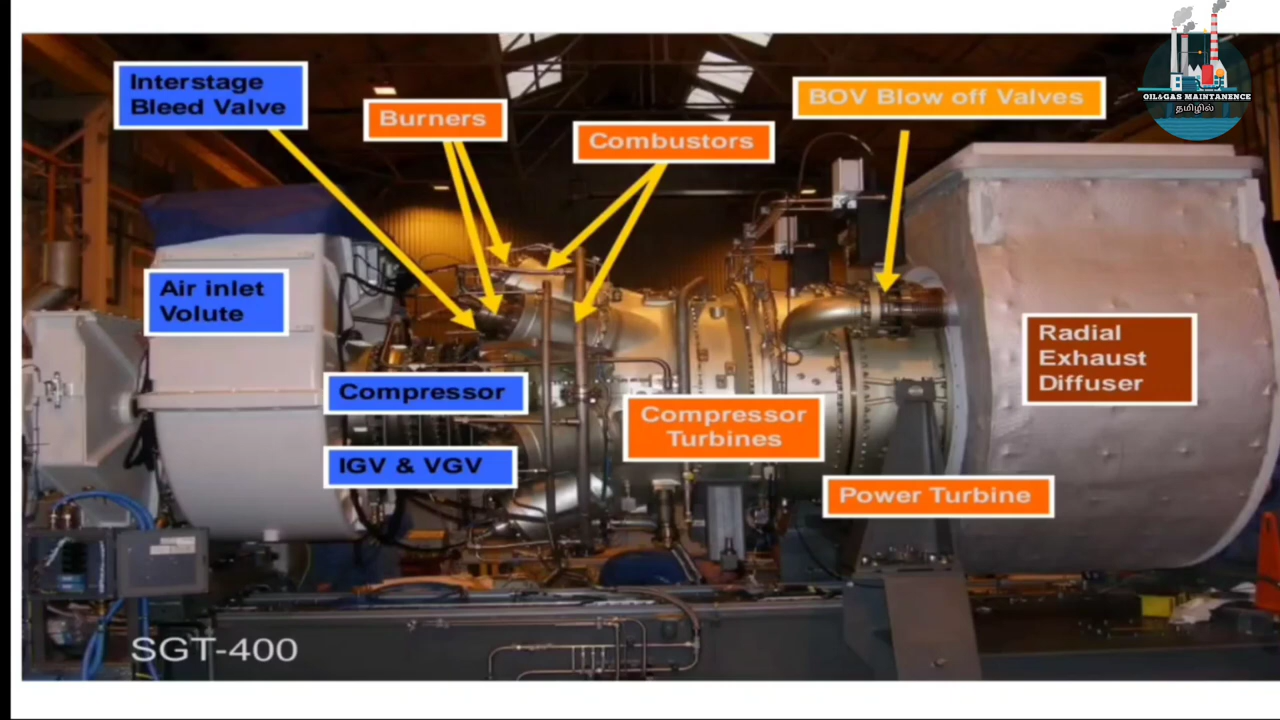 OIL&GAS MAINTANENCE
தமிழில்
Interstage
Bleed Valve
Burners
BOV Blow off Valves
Combustors
Air inlet
Volute
Radial
Exhaust
Diffuser
Compressor
Compressor
Turbines
IGV & VGV
Power Turbine
SGT-400